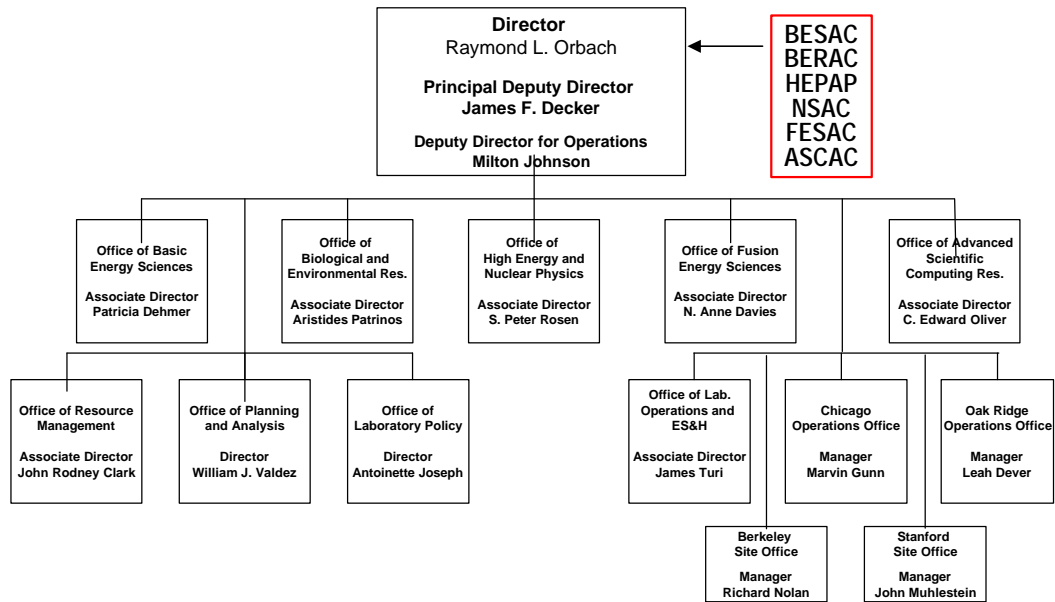 Director
Raymond L. Orbach
Principal Deputy Director
James F. Decker
Deputy Director for Operations
Milton Johnson
BESAC
BERAC
HEPAP
NSAC
FESAC
ASCAC
Office of Basic
Energy Sciences
Associate Director
Patricia Dehmer
Office of
Biological and
Environmental Res.
Associate Director
Aristides Patrinos
Office of
High Energy and
Nuclear Physics
Associate Director
S. Peter Rosen
Office of Fusion
Energy Sciences
Associate Director
N. Anne Davies
Office of Advanced
Scientific
Computing Res.
Associate Director
C. Edward Oliver
Office of Resource
Management
Associate Director
John Rodney Clark
Office of Planning
and Analysis
Director
William J. Valdez
Office of
Laboratory Policy
Director
Antoinette Joseph
Office of Lab.
Operations and
ES&H
Associate Director
James Turi
Chicago
Operations Office
Manager
Marvin Gunn
Oak Ridge
Operations Office
Manager
Leah Dever
Berkeley
Site Office
Manager
Richard Nolan
Stanford
Site Office
Manager
John Muhlestein